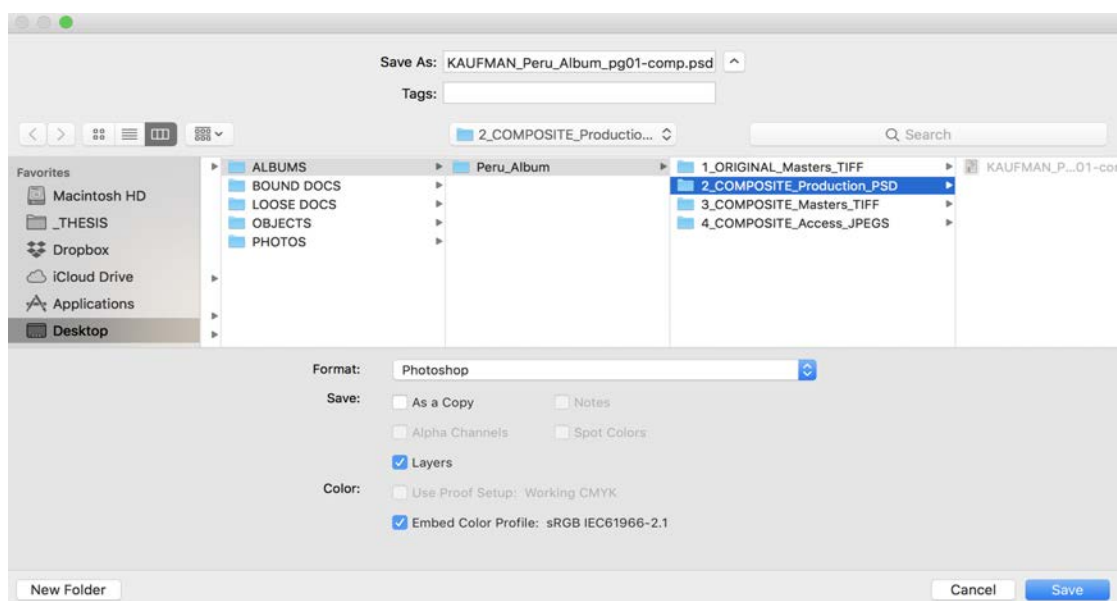 Save As: KAUFMAN_Peru_Album_pg01-comp.psd
Tags:
2_COMPOSITE_Productio...
Search
Favorites
Macintosh HD
_THESIS
Dropbox
iCloud Drive
Applications
Desktop
ALBUMS
BOUND DOCS
LOOSE DOCS
OBJECTS
PHOTOS
Peru_Album
1_ORIGINAL_Masters_TIFF
2_COMPOSITE_Production_PSD
3_COMPOSITE_Masters_TIFF
4_COMPOSITE_Access_JPEGS
KAUFMAN_P...01-co
Format: Photoshop
Save: As a Copy Notes
Alpha Channels Spot Colors
Layers
Color: Use Proof Setup: Working CMYK
Embed Color Profile: sRGB IEC61966-2.1
New Folder Cancel Save